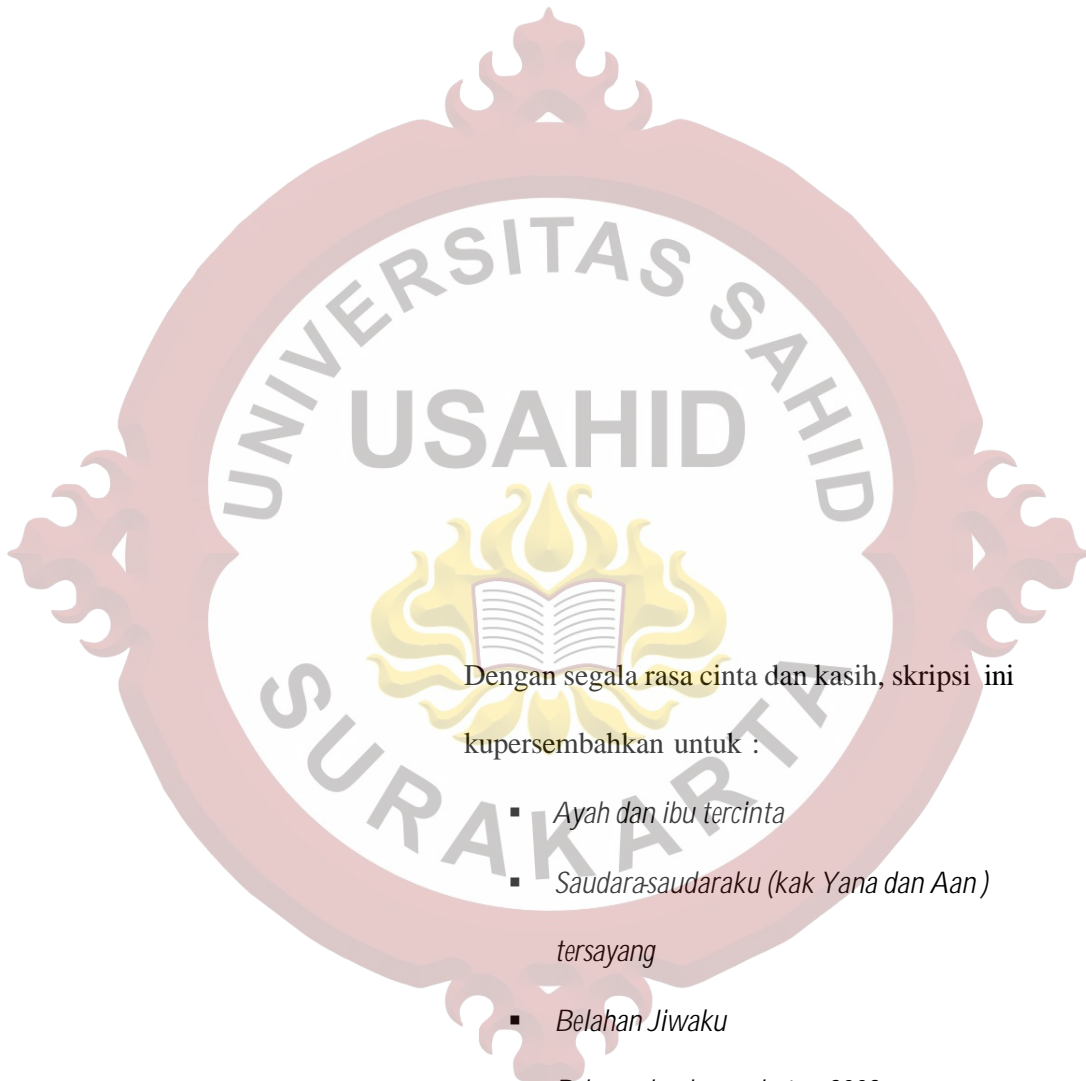 UNIVERSITAS SAHID
USAHID
SURAKARTA
Dengan segala rasa cinta dan kasih, skripsi ini
kupersembahkan untuk :
▪ Ayah dan ibu tercinta
▪ Saudara-saudaraku (kak Yana dan Aan )
tersayang
▪ Belahan Jiwaku